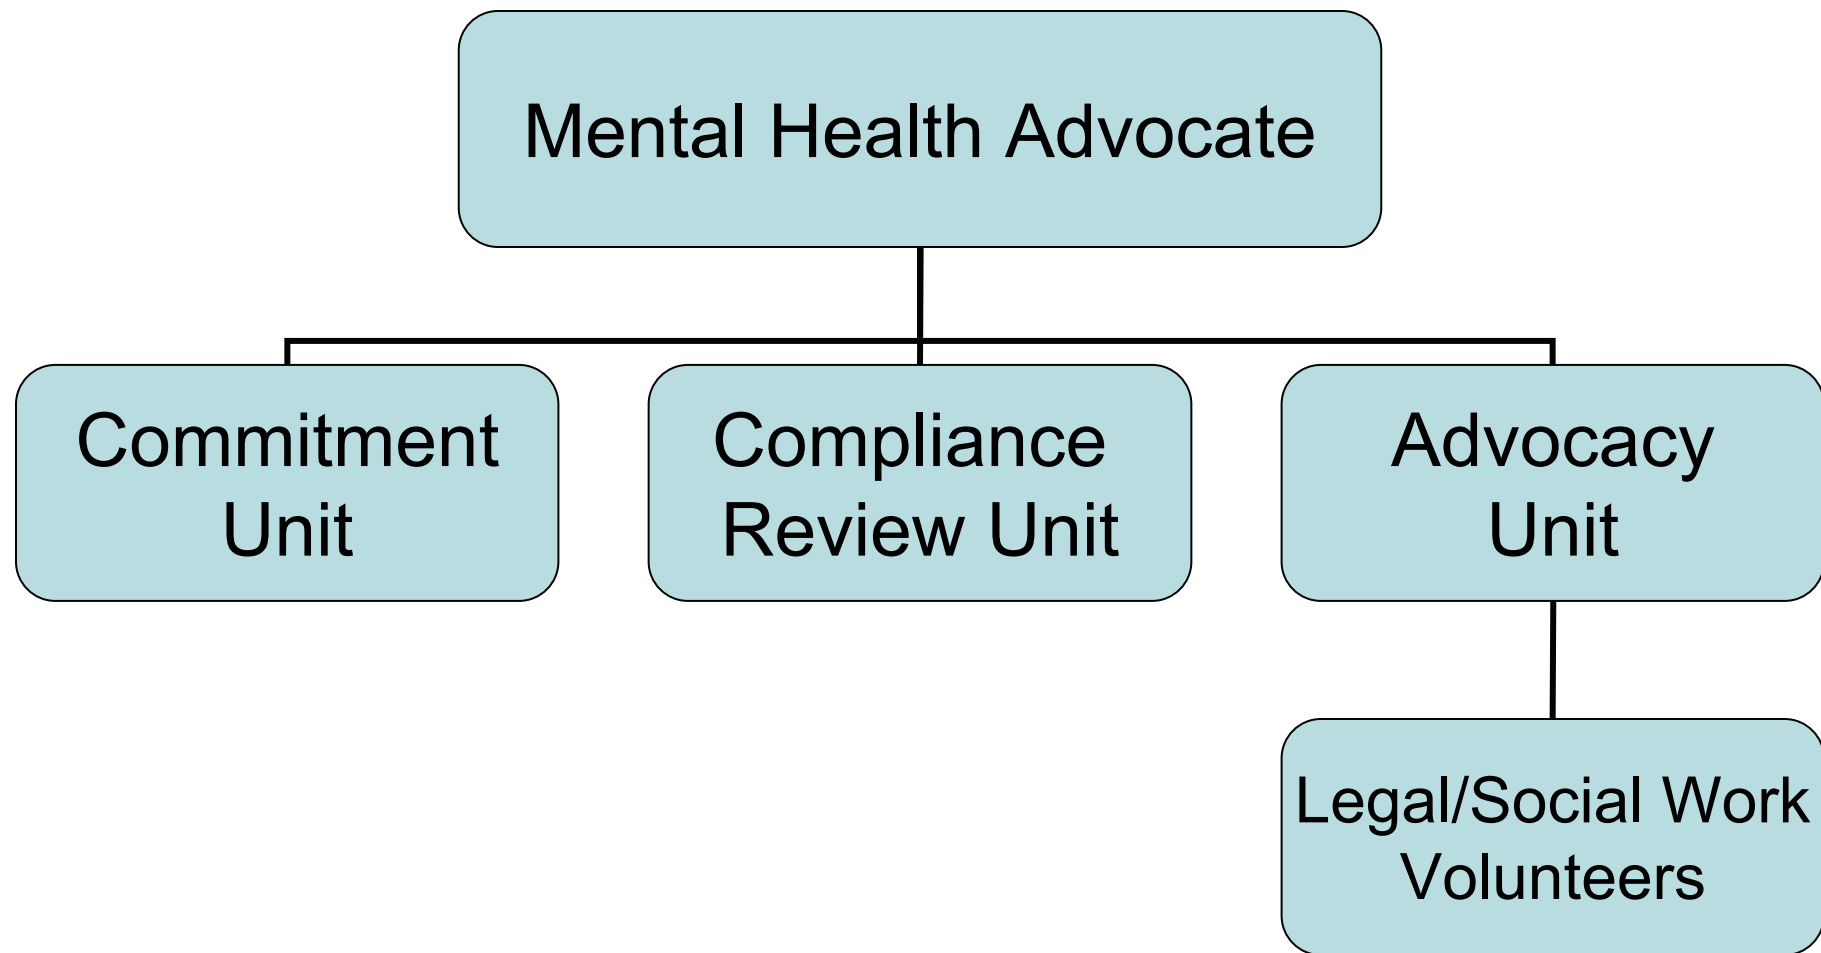 Mental Health Advocate
Commitment
Unit
Compliance
Review Unit
Advocacy
Unit
Legal/Social Work
Volunteers